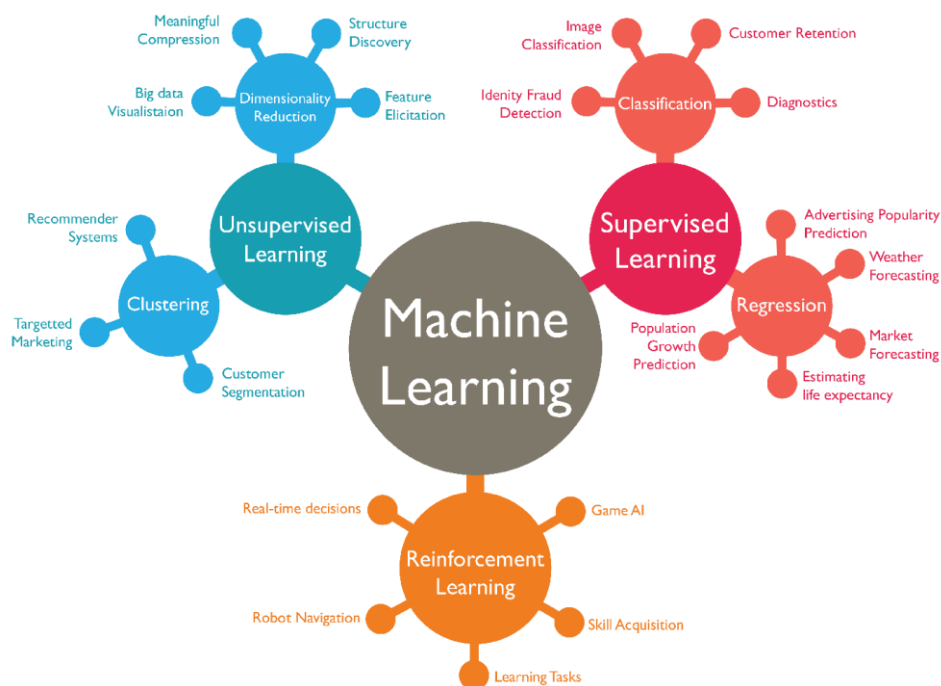 Meaningful
Compression
Structure
Discovery
Big data
Visualistaion
Dimensionality
Reduction
Feature
Elicitation
Image
Classification
Customer Retention
Idenity Fraud
Detection
Classification
Diagnostics
Recommender
Systems
Unsupervised
Learning
Clustering
Targetted
Marketing
Customer
Segmentation
Machine
Learning
Supervised
Learning
Advertising Popularity
Prediction
Weather
Forecasting
Regression
Population
Growth
Prediction
Market
Forecasting
Estimating
life expectancy
Real-time decisions
Game AI
Reinforcement
Learning
Robot Navigation
Skill Acquisition
Learning Tasks